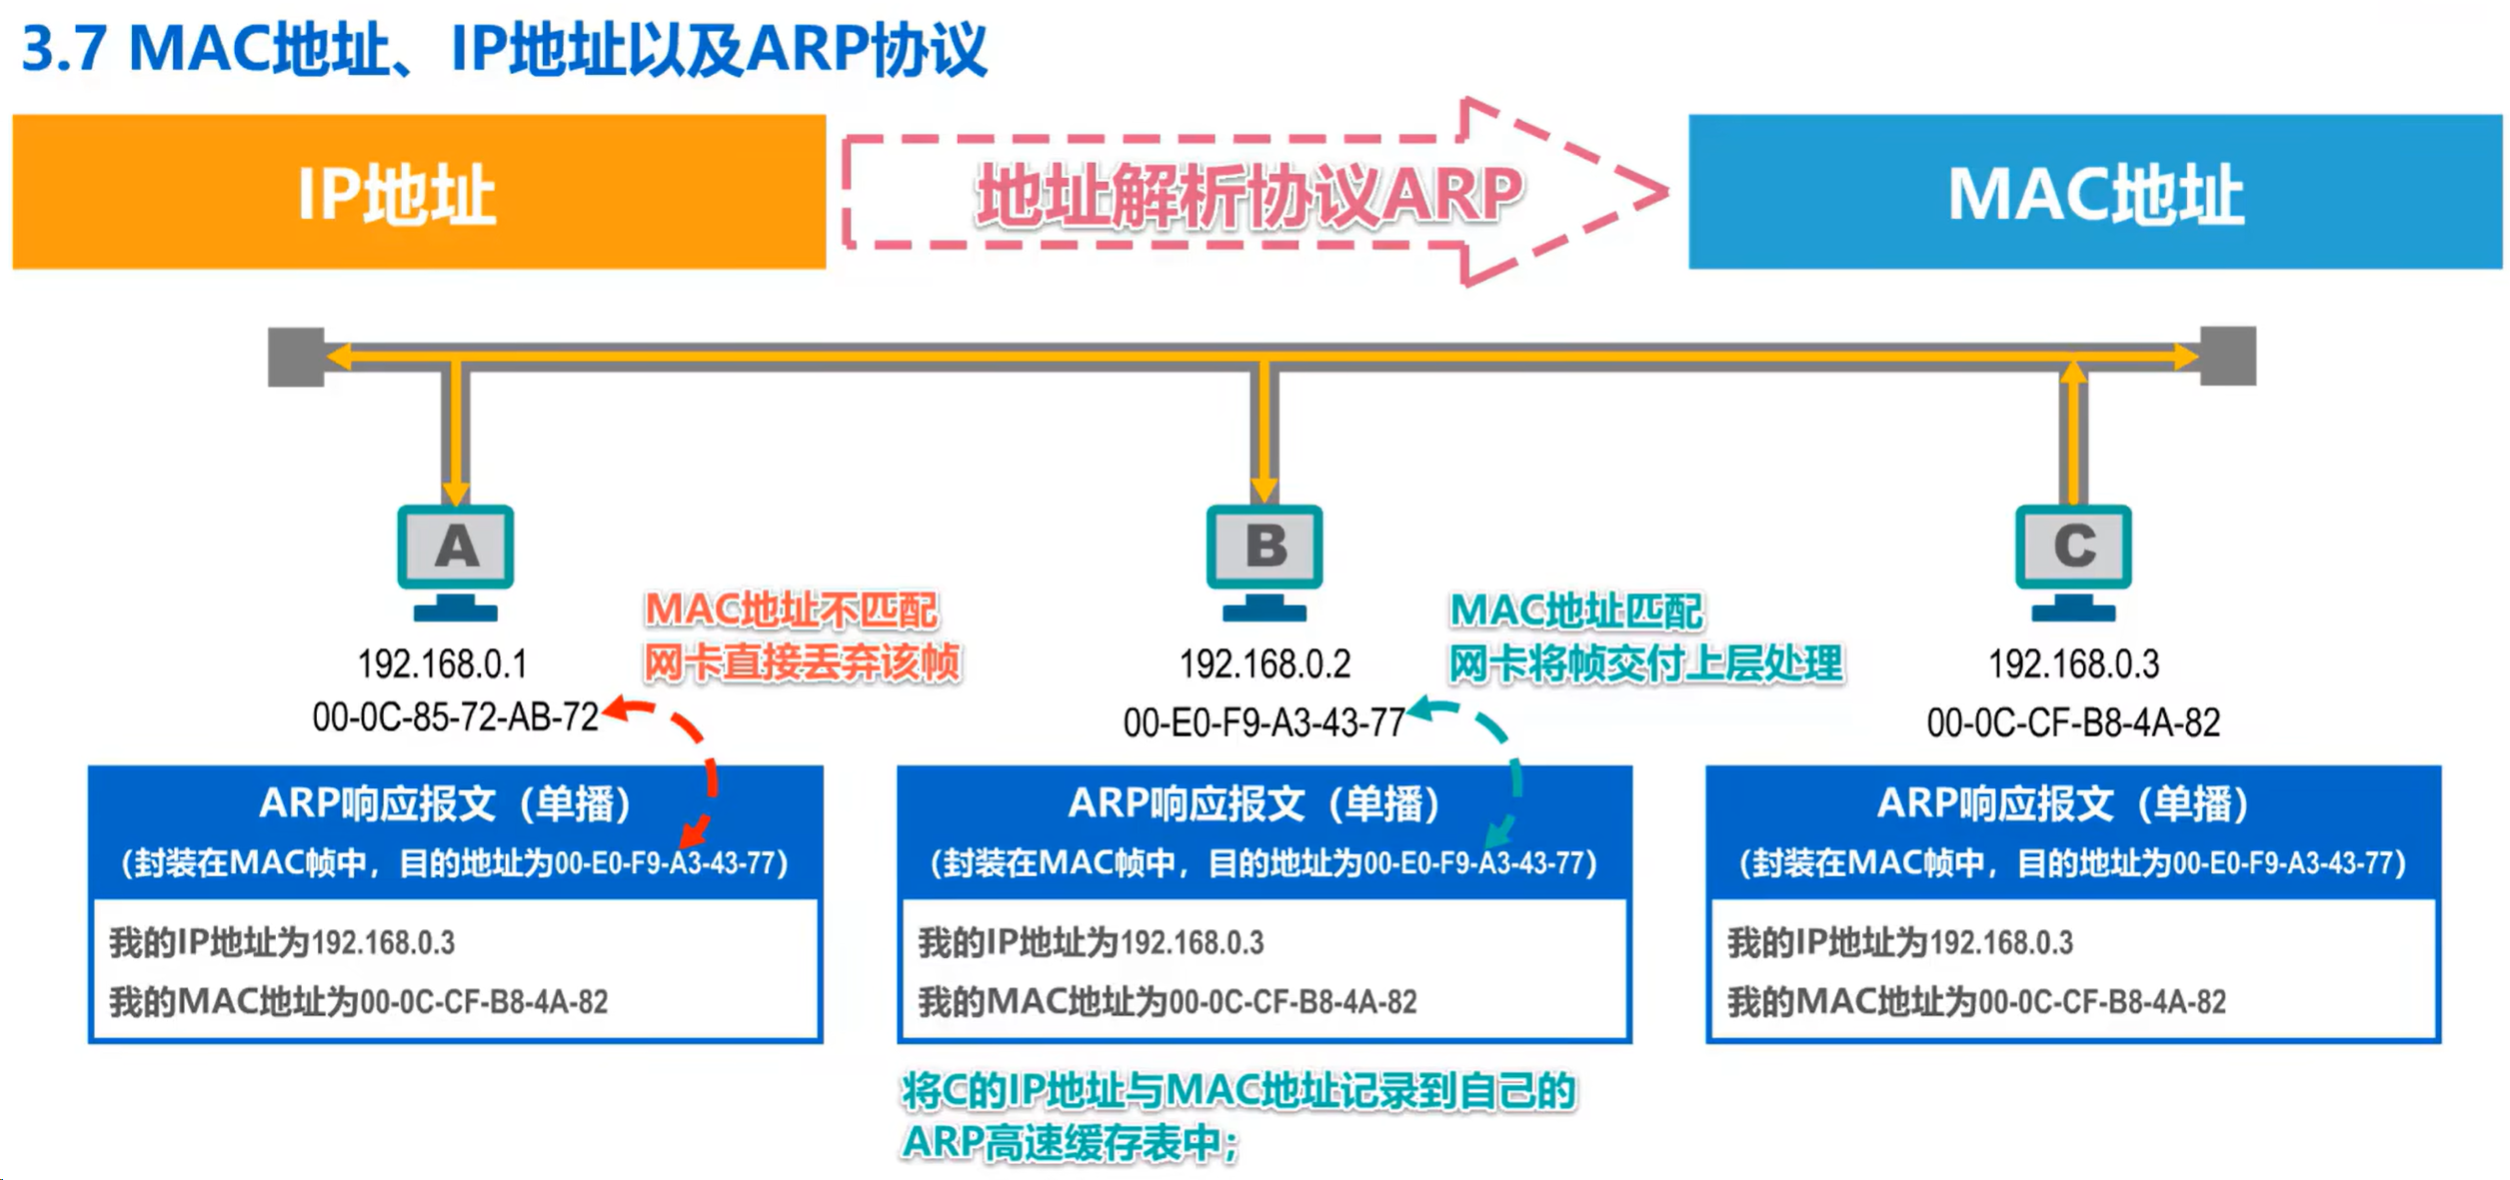 3.7 MAC地址、IP地址以及ARP协议
IP地址
地址解析协议ARP
MAC地址
A
B
C
MAC地址不匹配
网卡直接丢弃该帧
MAC地址匹配
网卡将帧交付上层处理
192.168.0.1
00-0C-85-72-AB-72
192.168.0.2
00-E0-F9-A3-43-77
192.168.0.3
00-0C-CF-B8-4A-82
ARP响应报文（单播）
（封装在MAC帧中，目的地址为00-E0-F9-A3-43-77）
我的IP地址为192.168.0.3
我的MAC地址为00-0C-CF-B8-4A-82
ARP响应报文（单播）
（封装在MAC帧中，目的地址为00-E0-F9-A3-43-77）
我的IP地址为192.168.0.3
我的MAC地址为00-0C-CF-B8-4A-82
ARP响应报文（单播）
（封装在MAC帧中，目的地址为00-E0-F9-A3-43-77）
我的IP地址为192.168.0.3
我的MAC地址为00-0C-CF-B8-4A-82
将C的IP地址与MAC地址记录到自己的
ARP高速缓存表中；